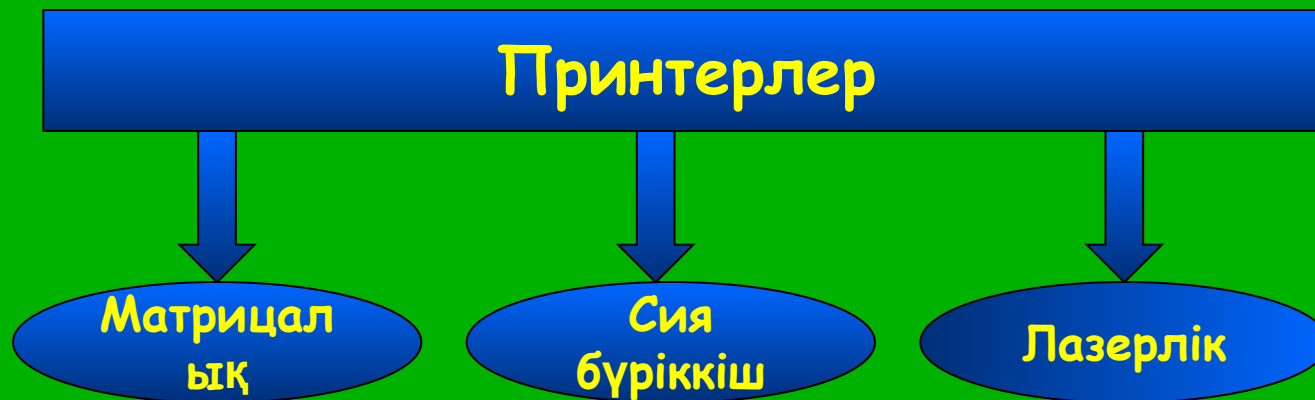 Принтерлер
Матрицал
ық
Сия
бүріккіш
Лазерлік